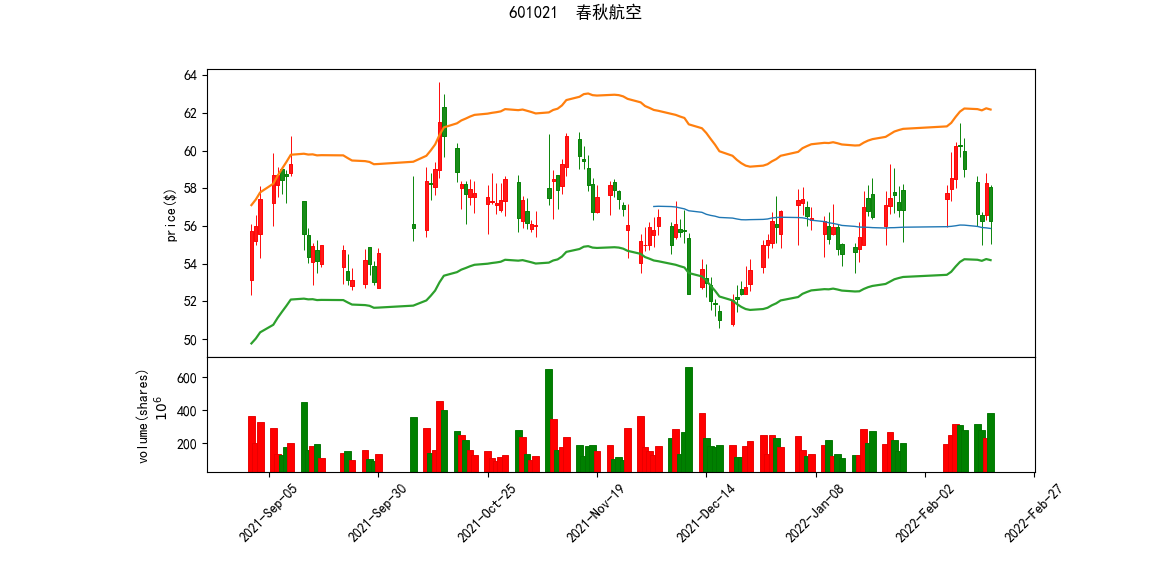 601021 春秋航空
64
62
60
58
56
54
52
50
price($)
600
400
200
volume(shares)
10^6
2021-Sep-05
2021-Sep-30
2021-Oct-25
2021-Nov-19
2021-Dec-14
2022-Jan-08
2022-Feb-02
2022-Feb-27